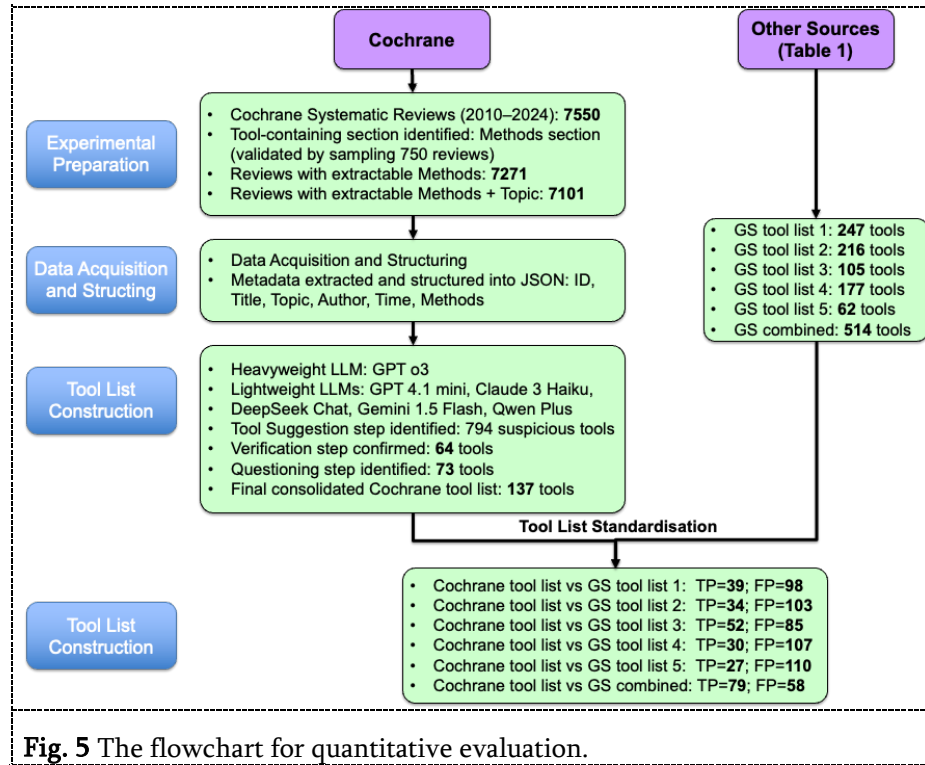 Cochrane
Other Sources
(Table 1)
Experimental
Preparation
• Cochrane Systematic Reviews (2010–2024): 7550
• Tool-containing section identified: Methods section
(validated by sampling 750 reviews)
• Reviews with extractable Methods: 7271
• Reviews with extractable Methods + Topic: 7101
• GS tool list 1: 247 tools
• GS tool list 2: 216 tools
• GS tool list 3: 105 tools
• GS tool list 4: 177 tools
• GS tool list 5: 62 tools
• GS combined: 514 tools
Data Acquisition
and Structing
• Data Acquisition and Structuring
• Metadata extracted and structured into JSON: ID,
Title, Topic, Author, Time, Methods
Tool List
Construction
• Heavyweight LLM: GPT o3
• Lightweight LLMs: GPT 4.1 mini, Claude 3 Haiku,
• DeepSeek Chat, Gemini 1.5 Flash, Qwen Plus
• Tool Suggestion step identified: 794 suspicious tools
• Verification step confirmed: 64 tools
• Questioning step identified: 73 tools
• Final consolidated Cochrane tool list: 137 tools
Tool List Standardisation
Tool List
Construction
• Cochrane tool list vs GS tool list 1: TP=39; FP=98
• Cochrane tool list vs GS tool list 2: TP=34; FP=103
• Cochrane tool list vs GS tool list 3: TP=52; FP=85
• Cochrane tool list vs GS tool list 4: TP=30; FP=107
• Cochrane tool list vs GS tool list 5: TP=27; FP=110
• Cochrane tool list vs GS combined: TP=79; FP=58
Fig. 5 The flowchart for quantitative evaluation.